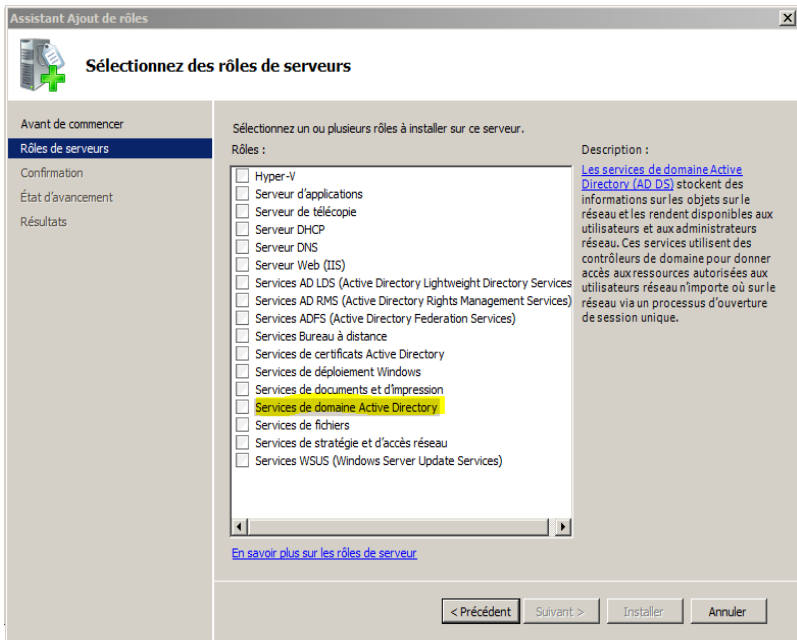 Assistant Ajout de rôles
Sélectionnez des rôles de serveurs
Avant de commencer
Rôles de serveurs
Confirmation
État d'avancement
Résultats
Sélectionnez un ou plusieurs rôles à installer sur ce serveur.
Rôles :
Hyper-V
Serveur d'applications
Serveur de télécopie
Serveur DHCP
Serveur DNS
Serveur Web (IIS)
Services AD LDS (Active Directory Lightweight Directory Services
Services AD RMS (Active Directory Rights Management Services)
Services ADFS (Active Directory Federation Services)
Services Bureau à distance
Services de certificats Active Directory
Services de déploiement Windows
Services de documents et d'impression
Services de domaine Active Directory
Services de fichiers
Services de stratégie et d'accès réseau
Services WSUS (Windows Server Update Services)
En savoir plus sur les rôles de serveur
Description :
Les services de domaine Active
Directory (AD DS) stockent des
informations sur les objets sur le
réseau et les rendent disponibles aux
utilisateurs et aux administrateurs
réseau. Ces services utilisent des
contrôleurs de domaine pour donner
accès aux ressources autorisées aux
utilisateurs réseau n'importe où sur le
réseau via un processus d'ouverture
de session unique.
< Précédent
Suivant >
Installer
Annuler